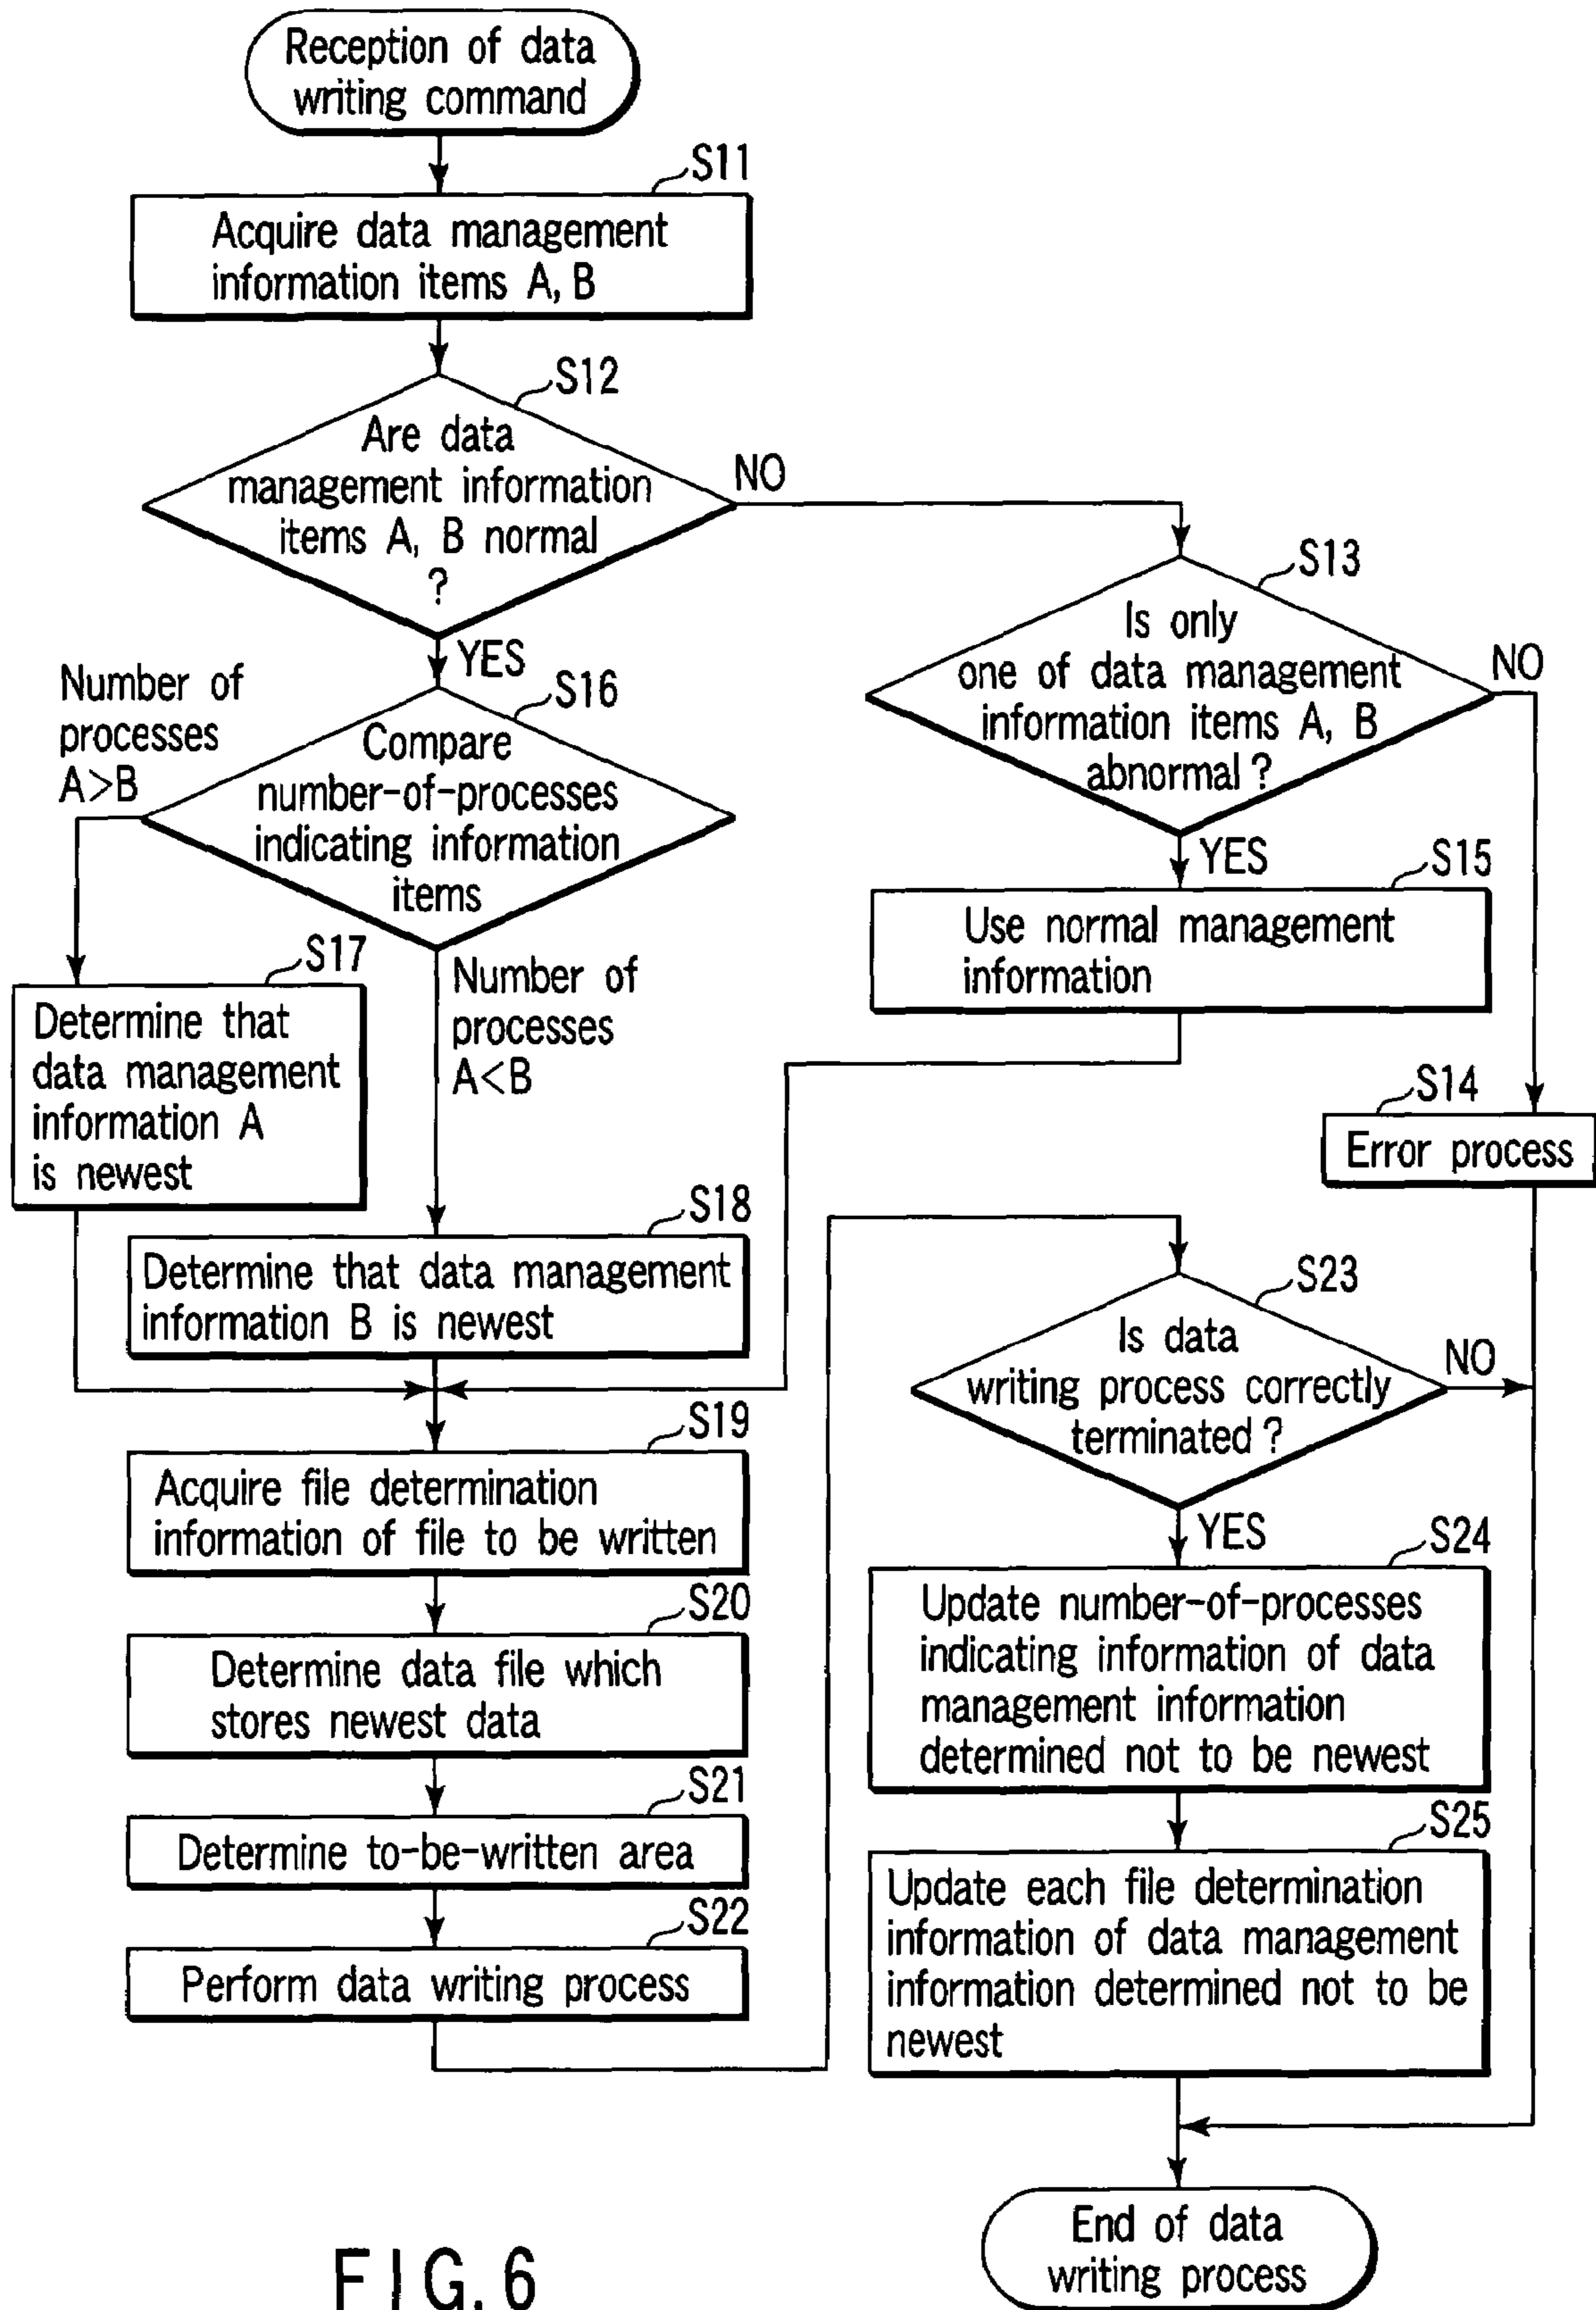 Reception of data
writing command
S11
Acquire data management
information items A, B
S12
Are data
management information
items A, B normal
?
NO
YES
S13
Is only
one of data management
information items A, B
abnormal ?
NO
YES
S16
Compare
number-of-processes
indicating information
items
Number of
processes
A>B
Number of
processes
A<B
S15
Use normal management
information
S14
Error process
S17
Determine that
data management
information A
is newest
S18
Determine that data management
information B is newest
S19
Acquire file determination
information of file to be written
S20
Determine data file which
stores newest data
S21
Determine to-be-written area
S22
Perform data writing process
S23
Is data
writing process correctly
terminated ?
NO
YES
S24
Update number-of-processes
indicating information of data
management information
determined not to be newest
S25
Update each file determination
information of data management
information determined not to be
newest
End of data
writing process
FIG. 6